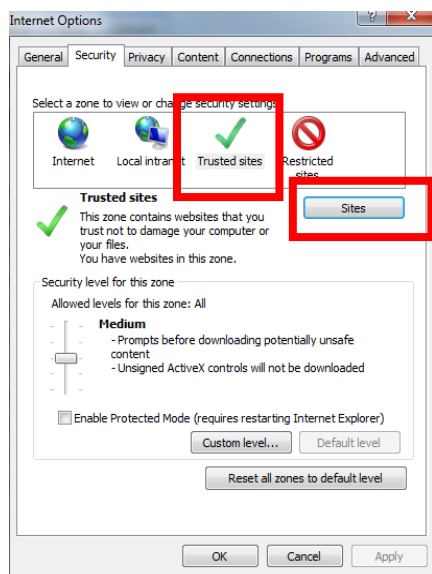 Internet Options
General Security Privacy Content Connections Programs Advanced
Select a zone to view or change security settings.
Internet Local intranet Trusted sites Restricted
sites
Trusted sites
Sites
This zone contains websites that you
trust not to damage your computer or
your files.
You have websites in this zone.
Security level for this zone
Allowed levels for this zone: All
Medium
- Prompts before downloading potentially unsafe
content
- Unsigned ActiveX controls will not be downloaded
Enable Protected Mode (requires restarting Internet Explorer)
Custom level... Default level
Reset all zones to default level
OK Cancel Apply